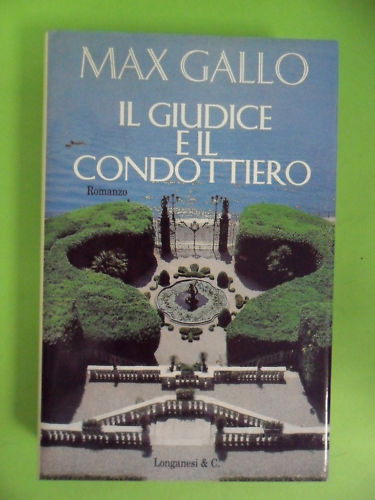 MAX GALLO
IL GIUDICE
E IL
CONDOTTIERO
Romanzo
Longanesi & C.